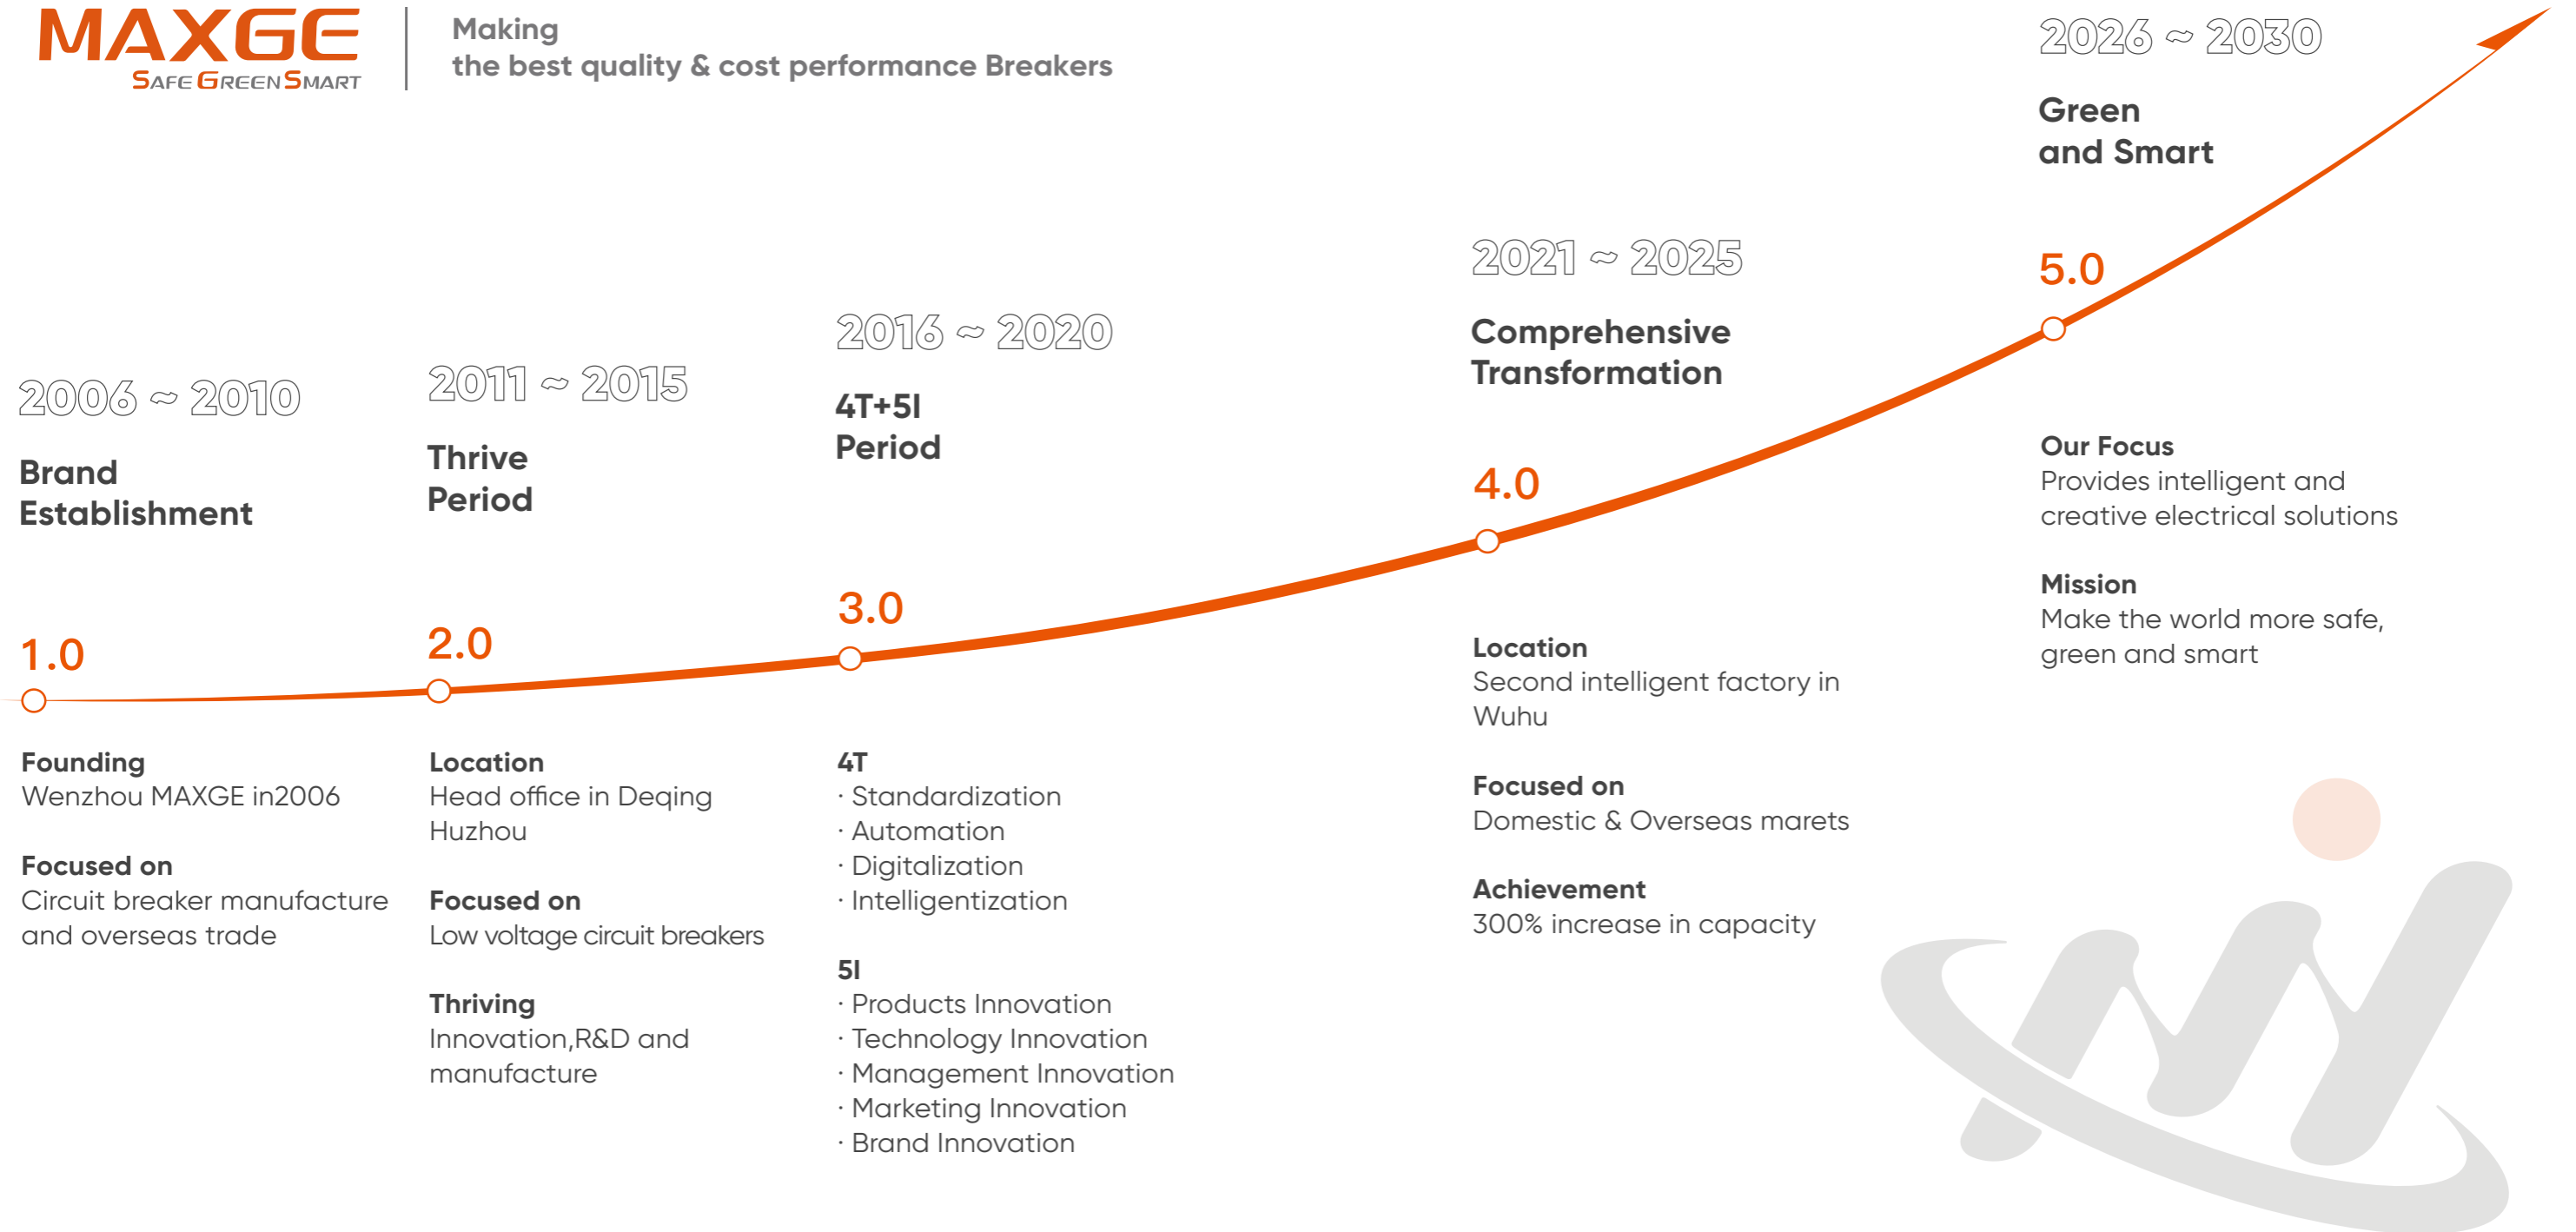 MAXGE
SAFE GREEN SMART
Making
the best quality & cost performance Breakers
2006 ~ 2010
Brand
Establishment
1.0
Founding
Wenzhou MAXGE in2006
Focused on
Circuit breaker manufacture
and overseas trade
2011 ~ 2015
Thrive
Period
2.0
Location
Head office in Deqing
Huzhou
Focused on
Low voltage circuit breakers
Thriving
Innovation,R&D and
manufacture
2016 ~ 2020
4T+5I
Period
3.0
4T
· Standardization
· Automation
· Digitalization
· Intelligentization
5I
· Products Innovation
· Technology Innovation
· Management Innovation
· Marketing Innovation
· Brand Innovation
2021 ~ 2025
Comprehensive
Transformation
4.0
Location
Second intelligent factory in
Wuhu
Focused on
Domestic & Overseas marets
Achievement
300% increase in capacity
2026 ~ 2030
Green
and Smart
5.0
Our Focus
Provides intelligent and
creative electrical solutions
Mission
Make the world more safe,
green and smart